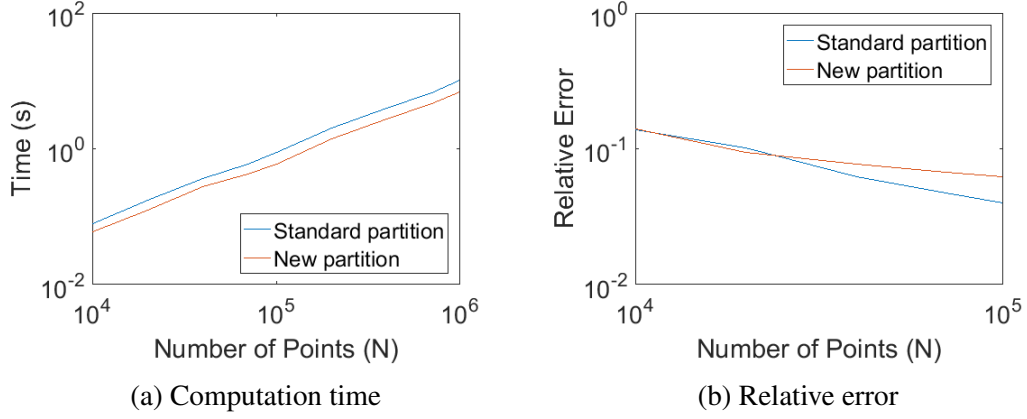 10^2
10^0
10^-2
Time (s)
Standard partition
New partition
10^4
10^5
10^6
Number of Points (N)
(a) Computation time
10^0
10^-1
10^-2
Relative Error
Standard partition
New partition
10^4
10^5
Number of Points (N)
(b) Relative error